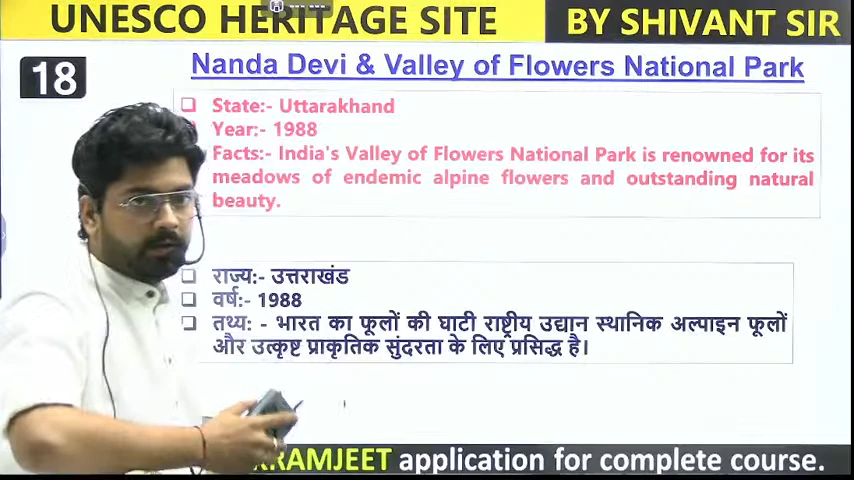 UNESCO HERITAGE SITE
BY SHIVANT SIR
18
Nanda Devi & Valley of Flowers National Park
State:- Uttarakhand
Year:- 1988
Facts:- India's Valley of Flowers National Park is renowned for its
meadows of endemic alpine flowers and outstanding natural
beauty.
राज्य:- उत्तराखंड
वर्ष:- 1988
तथ्य: - भारत का फूलों की घाटी राष्ट्रीय उद्यान स्थानिक अल्पाइन फूलों
और उत्कृष्ट प्राकृतिक सुंदरता के लिए प्रसिद्ध है।
application for complete course.